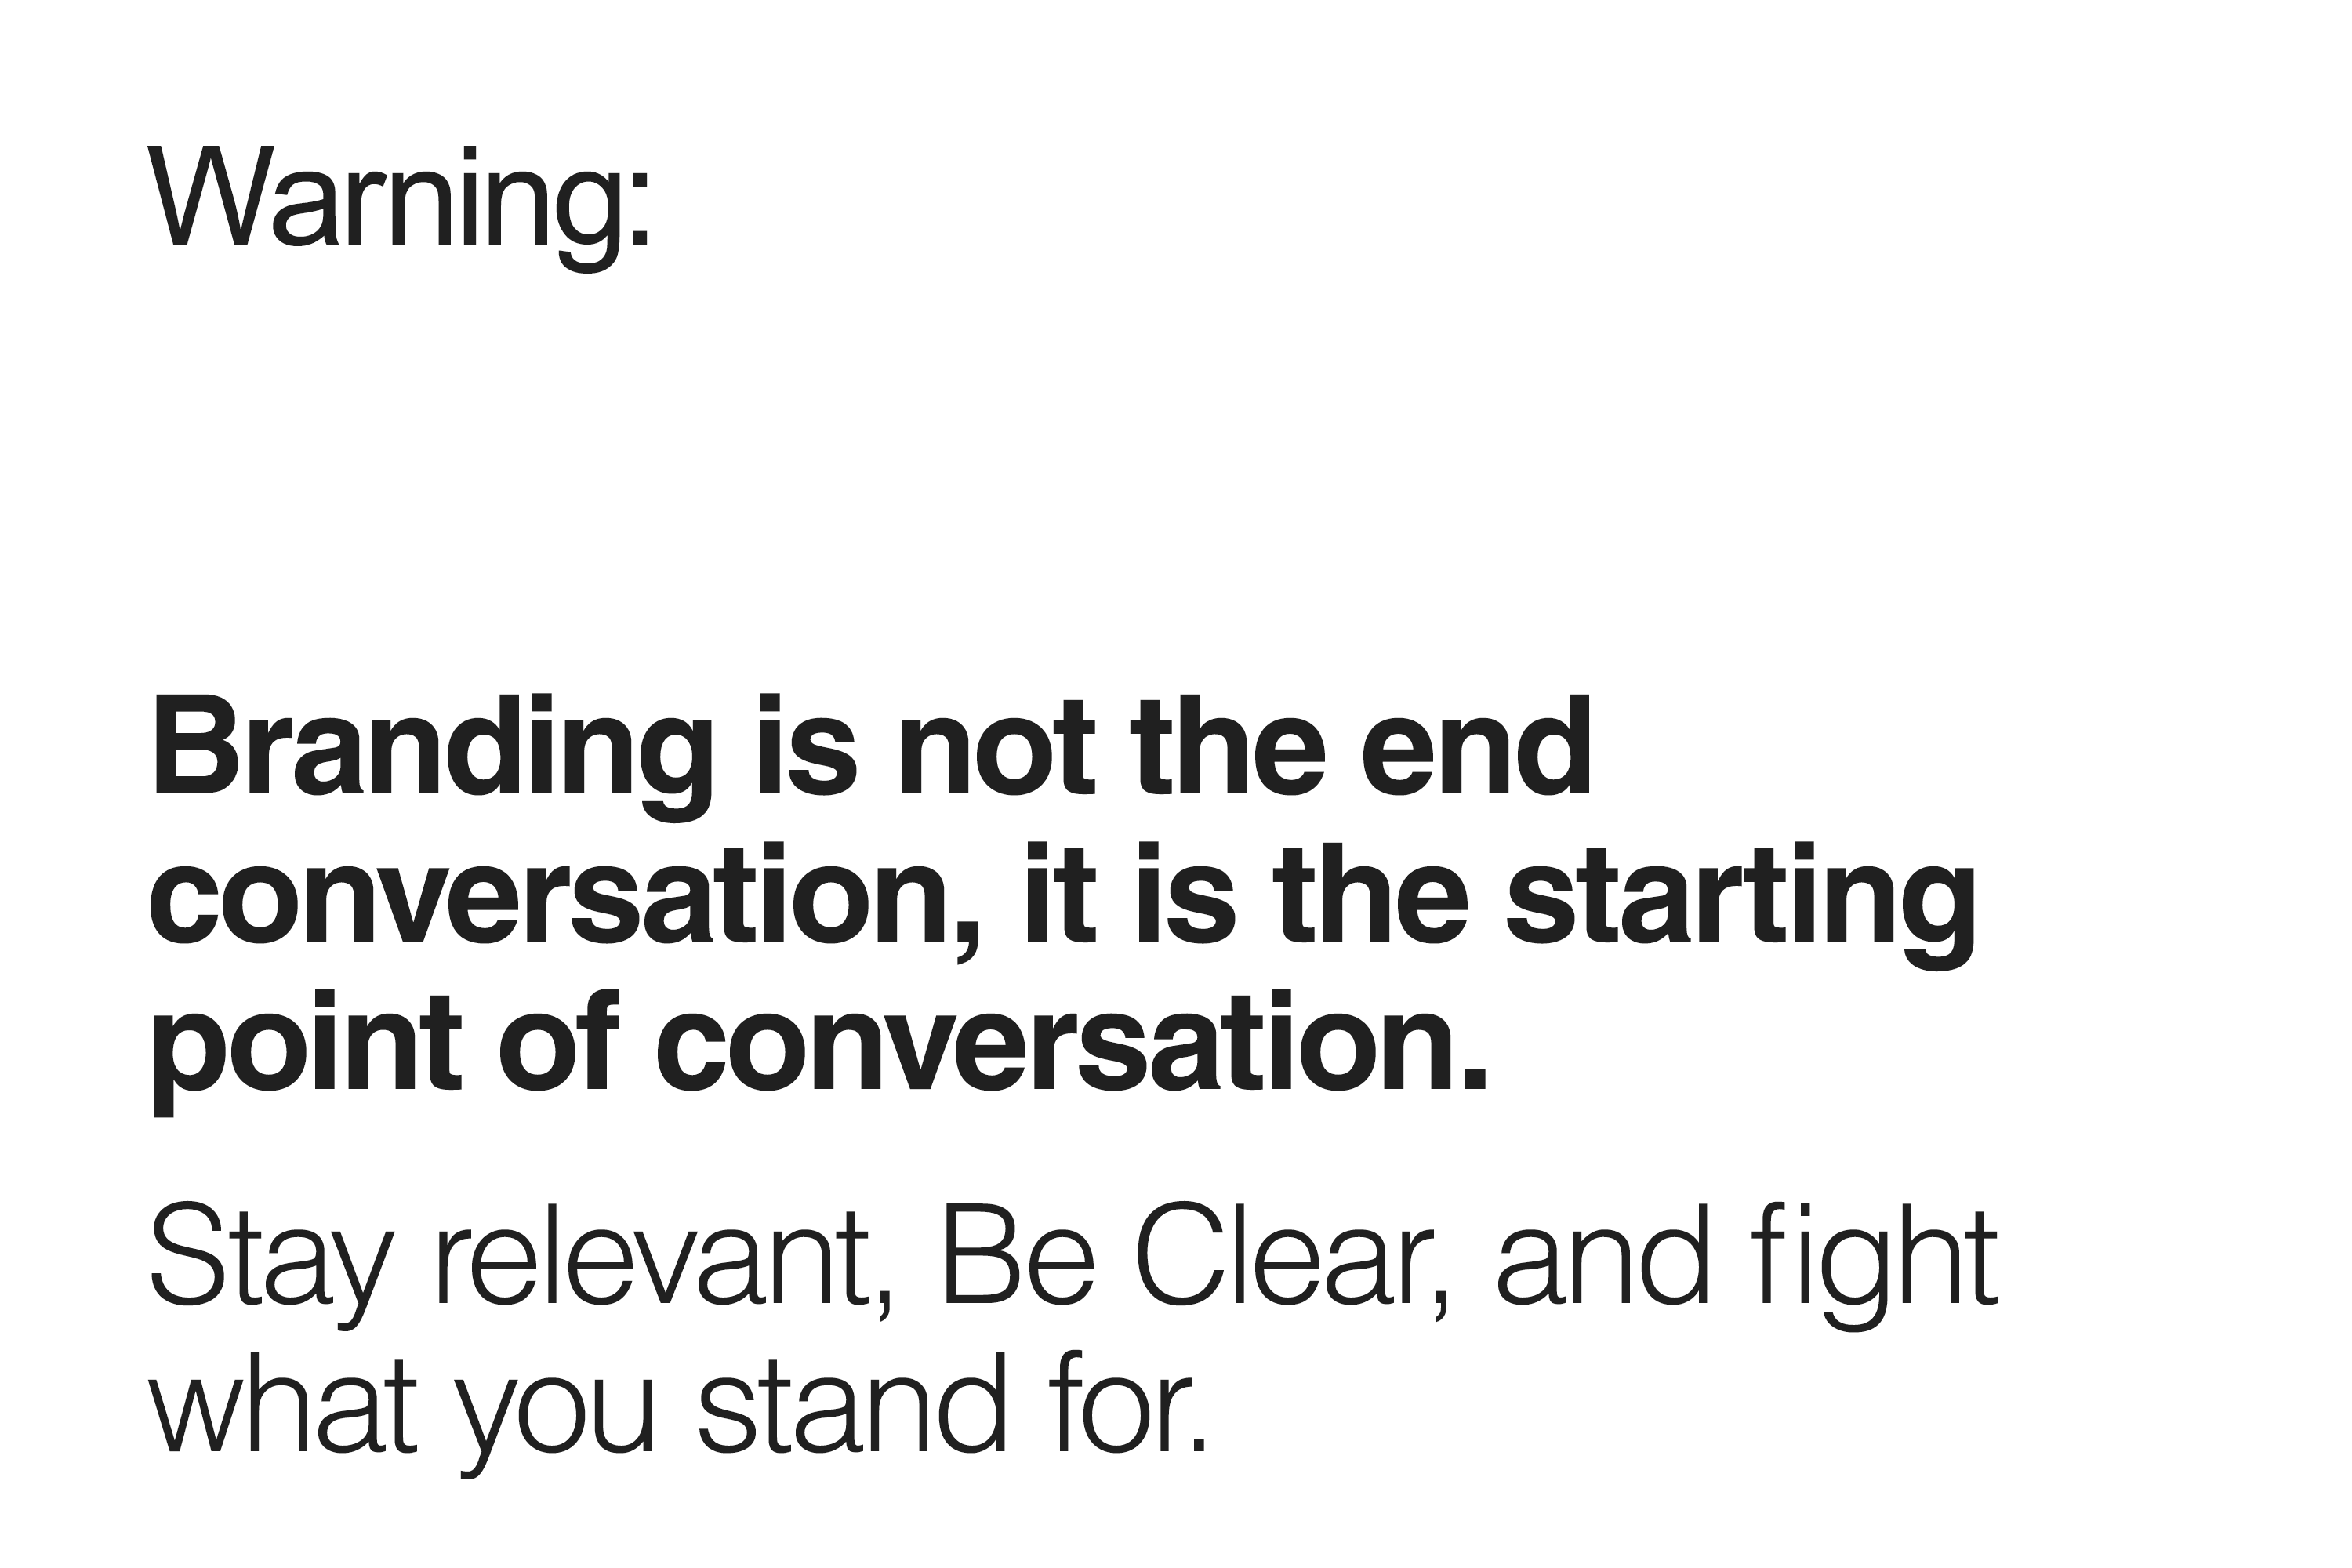 Warning:
Branding is not the end
conversation, it is the starting
point of conversation.
Stay relevant, Be Clear, and fight
what you stand for.